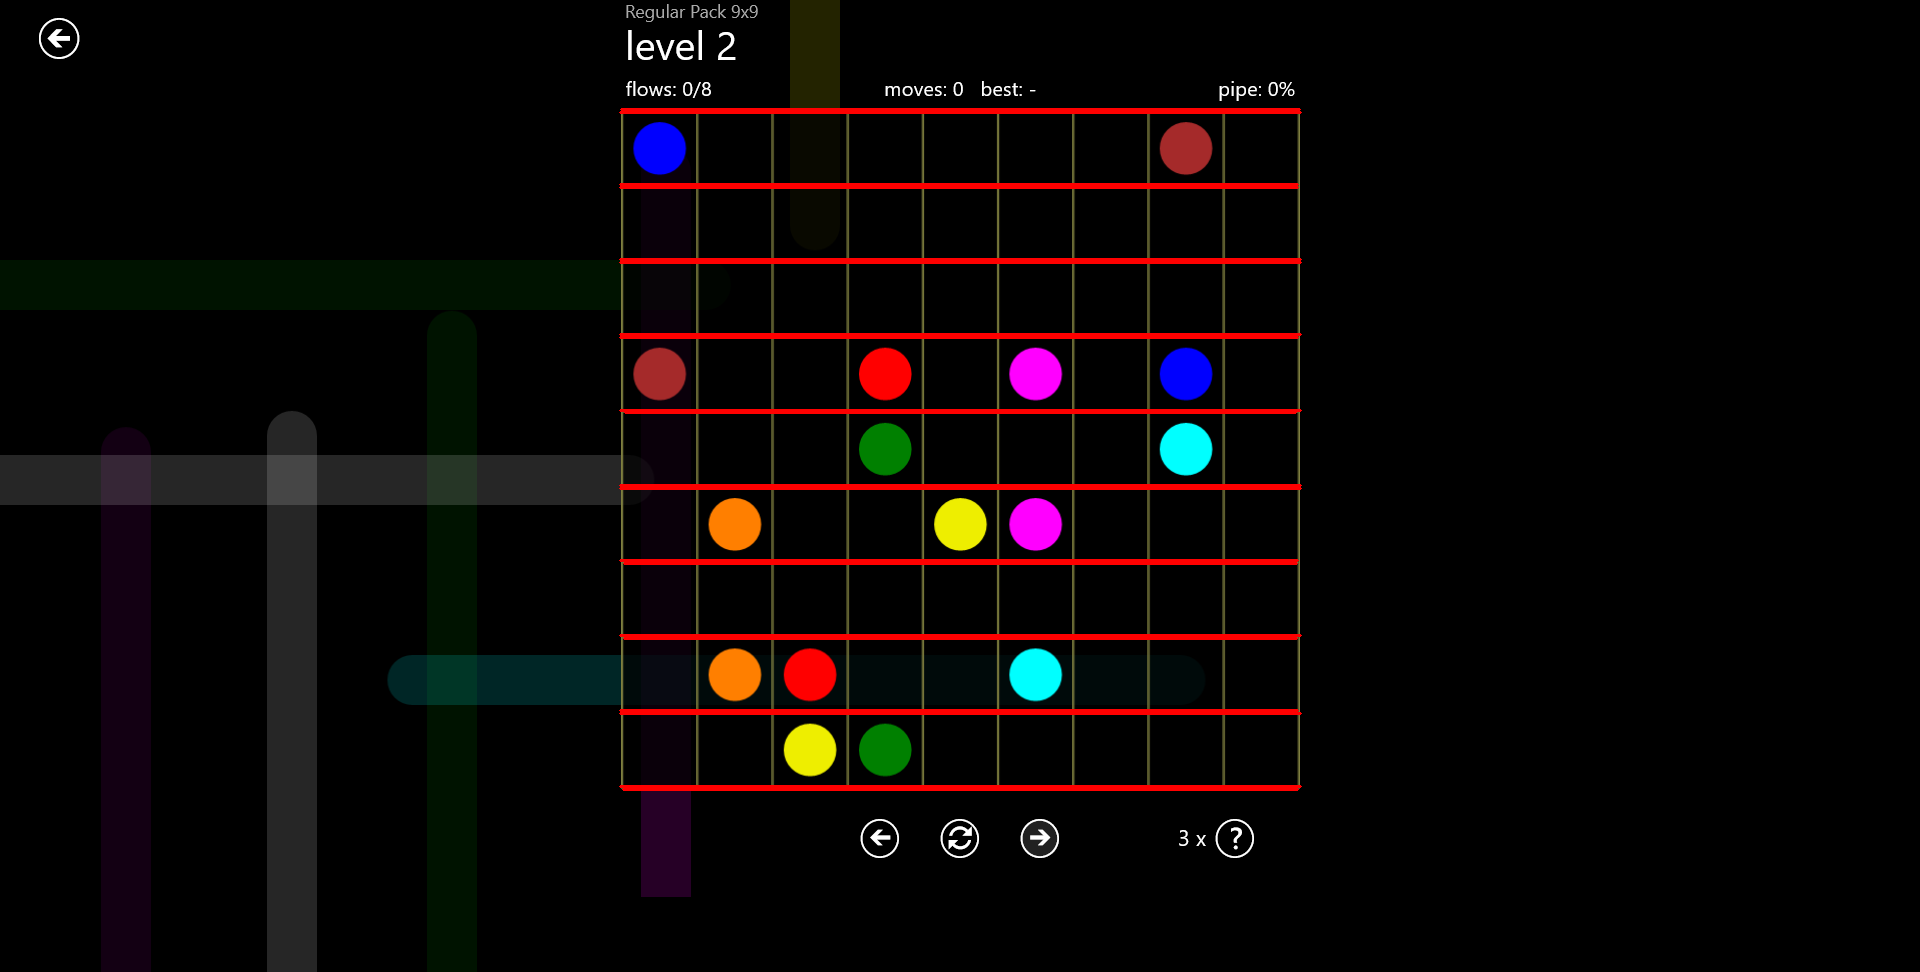 Regular Pack 9x9
level 2
flows: 0/8 moves: 0 best: - pipe: 0%
3 x ?